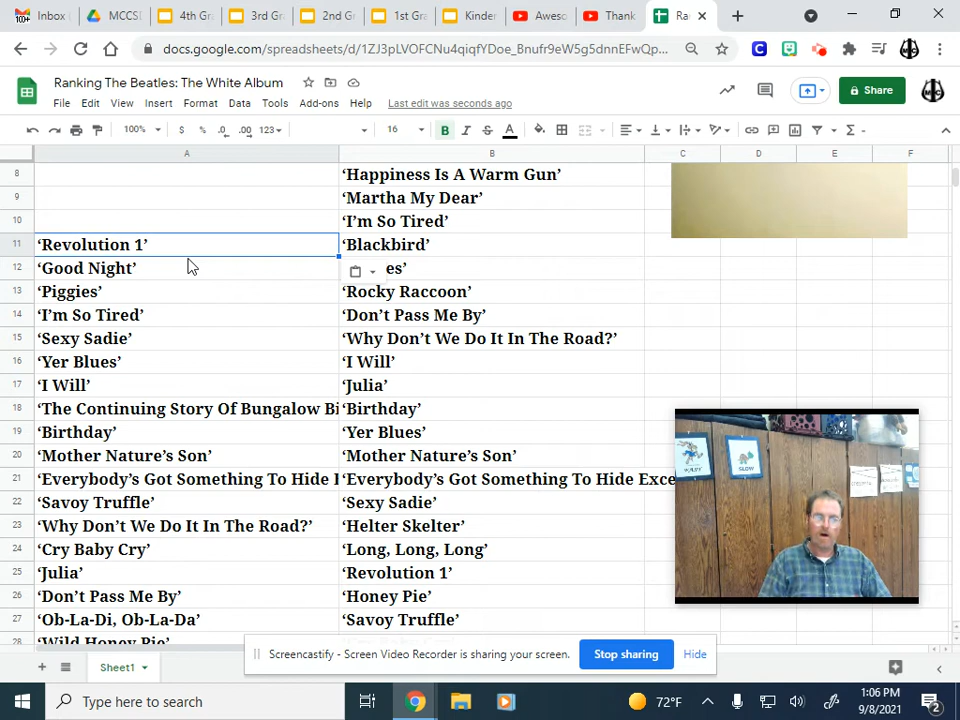 Inbox
MCCSD
4th Gr
3rd Gra
2nd Gr
1st Gra
Kinder
Aweso
Thank
Ra
docs.google.com/spreadsheets/d/1ZJ3pLVOFCNu4qiqfYDoe_Bnufr9eW5g5dnnEFwQp...
Ranking The Beatles: The White Album
File Edit View Insert Format Data Tools Add-ons Help Last edit was seconds ago
Share
100% $ % .0 .00 123 16 B I S A
A B C D E F
8 ‘Happiness Is A Warm Gun’
9 ‘Martha My Dear’
10 ‘I’m So Tired’
11 ‘Revolution 1’ ‘Blackbird’
12 ‘Good Night’ es’
13 ‘Piggies’ ‘Rocky Raccoon’
14 ‘I’m So Tired’ ‘Don’t Pass Me By’
15 ‘Sexy Sadie’ ‘Why Don’t We Do It In The Road?’
16 ‘Yer Blues’ ‘I Will’
17 ‘I Will’ ‘Julia’
18 ‘The Continuing Story Of Bungalow Bi ‘Birthday’
19 ‘Birthday’ ‘Yer Blues’
20 ‘Mother Nature’s Son’ ‘Mother Nature’s Son’
21 ‘Everybody’s Got Something To Hide E ‘Everybody’s Got Something To Hide Exce
22 ‘Savoy Truffle’ ‘Sexy Sadie’
23 ‘Why Don’t We Do It In The Road?’ ‘Helter Skelter’
24 ‘Cry Baby Cry’ ‘Long, Long, Long’
25 ‘Julia’ ‘Revolution 1’
26 ‘Don’t Pass Me By’ ‘Honey Pie’
27 ‘Ob-La-Di, Ob-La-Da’ ‘Savoy Truffle’
28 ‘Wild Honey Pie’
SLOW
Screencastify - Screen Video Recorder is sharing your screen. Stop sharing Hide
Sheet1
Type here to search
72°F
1:06 PM
9/8/2021
2